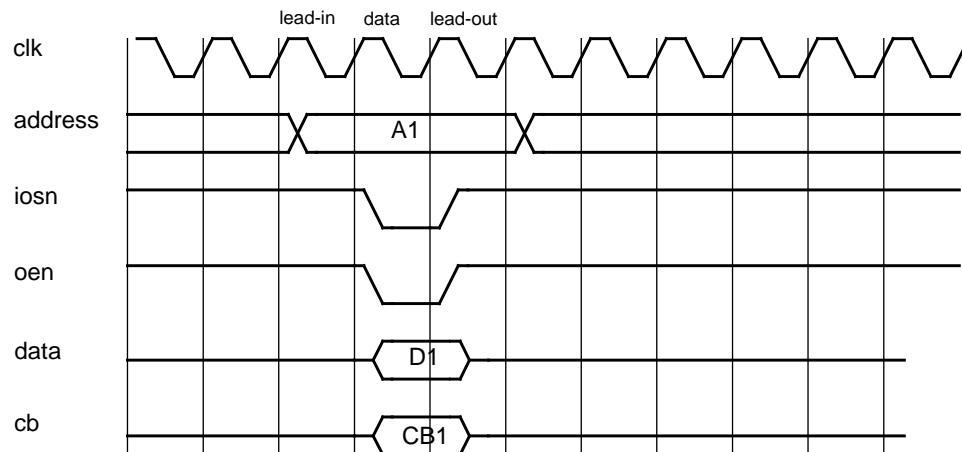 lead-in data lead-out
clk
address A1
iosn
oen
data D1
cb CB1